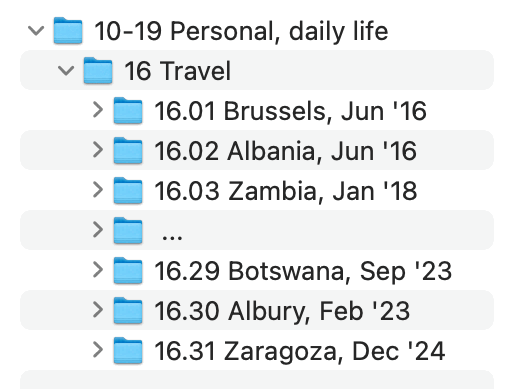 10-19 Personal, daily life
16 Travel
16.01 Brussels, Jun '16
16.02 Albania, Jun '16
16.03 Zambia, Jan '18
...
16.29 Botswana, Sep '23
16.30 Albury, Feb '23
16.31 Zaragoza, Dec '24